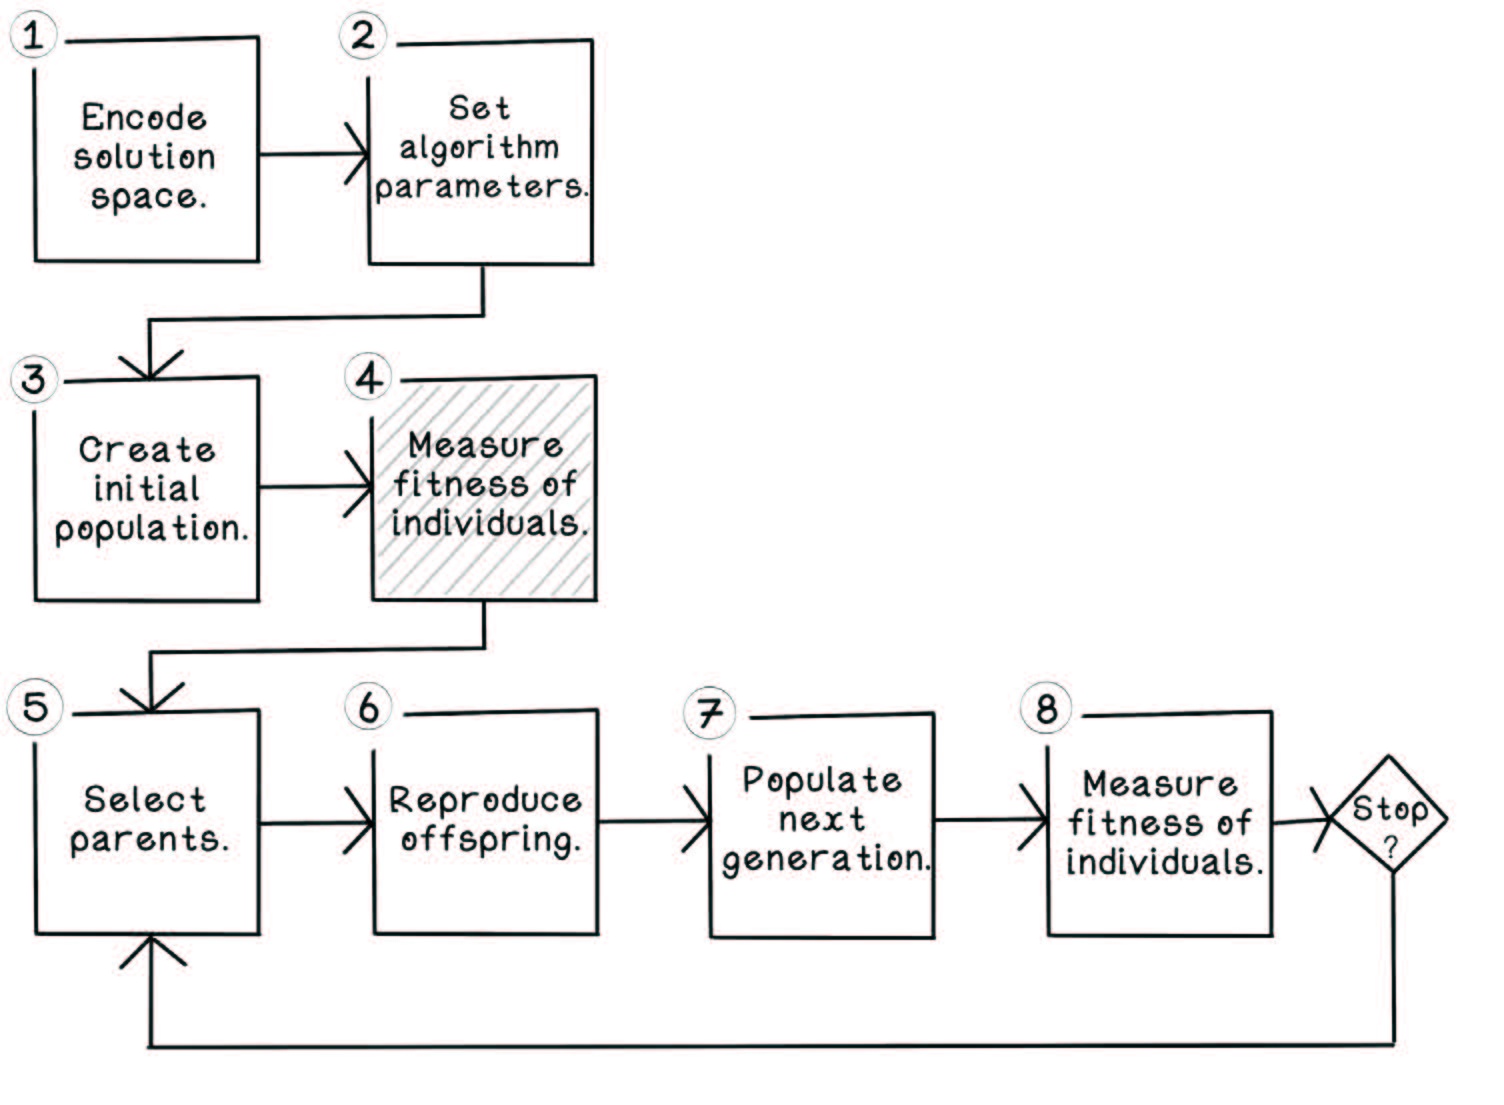 1
Encode
solution
space.
2
Set
algorithm
parameters.
3
Create
initial
population.
4
Measure
fitness of
individuals.
5
Select
parents.
6
Reproduce
offspring.
7
Populate
next
generation.
8
Measure
fitness of
individuals.
Stop
?